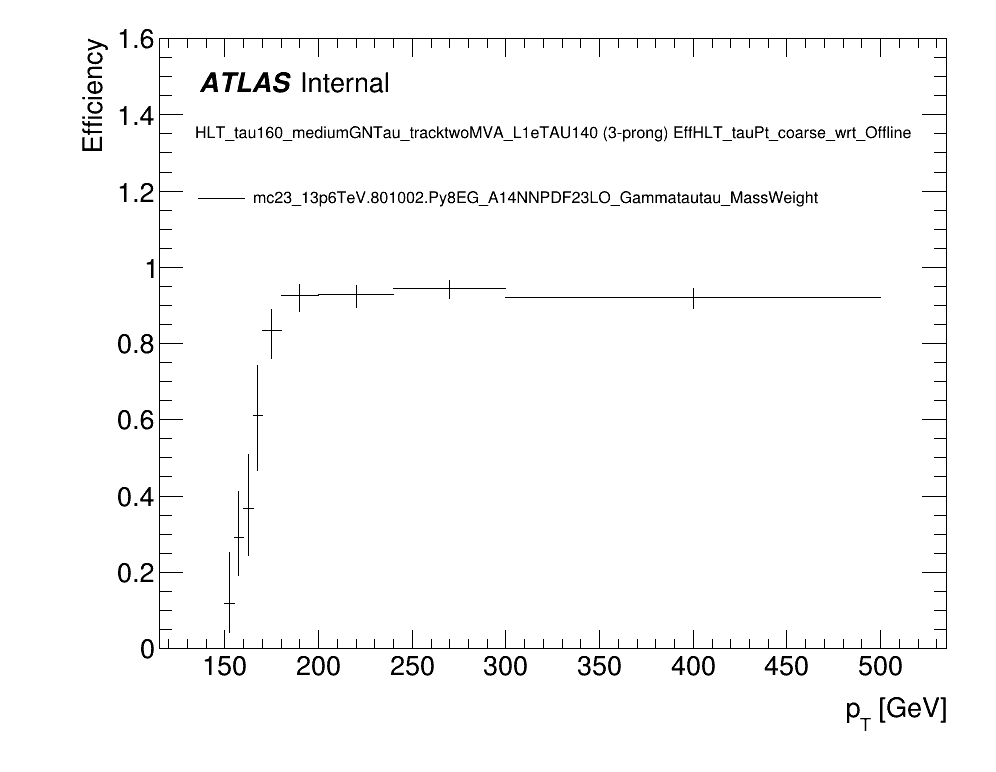 Efficiency
1.6
1.4
1.2
1
0.8
0.6
0.4
0.2
0
ATLAS Internal
HLT_tau160_mediumGNTau_tracktwoMVA_L1eTAU140 (3-prong) EffHLT_tauPt_coarse_wrt_Offline
mc23_13p6TeV.801002.Py8EG_A14NNPDF23LO_Gammatautau_MassWeight
150 200 250 300 350 400 450 500
p_T [GeV]